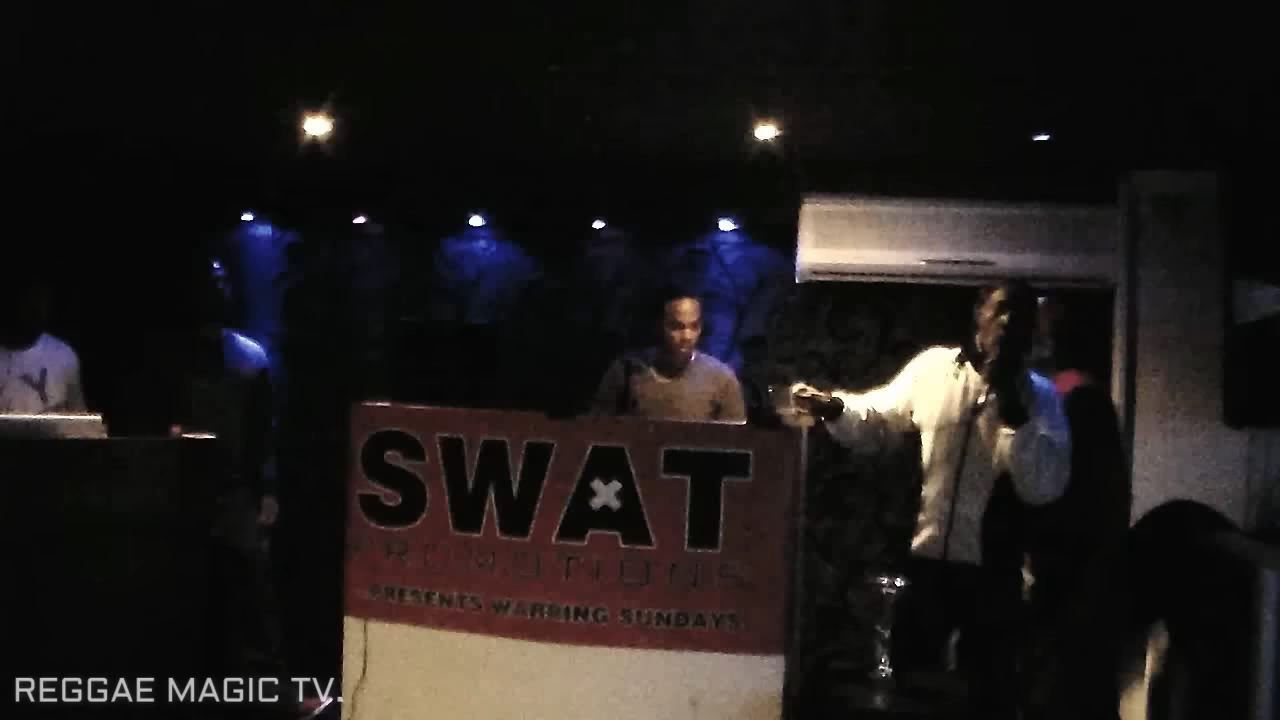 SWAT
PROMOTIONS
PRESENTS WARRING SUNDAYS
REGGAE MAGIC TV.